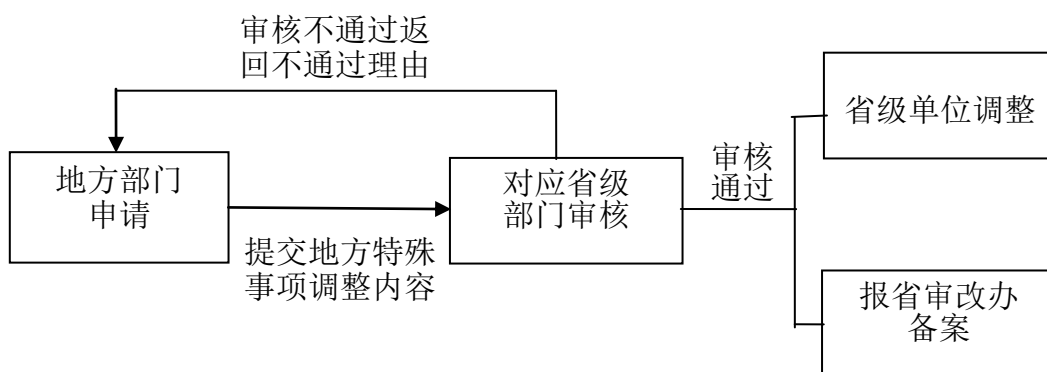 审核不通过返
回不通过理由
地方部门
申请
提交地方特殊
事项调整内容
对应省级
部门审核
审核
通过
省级单位调整
报省审改办
备案